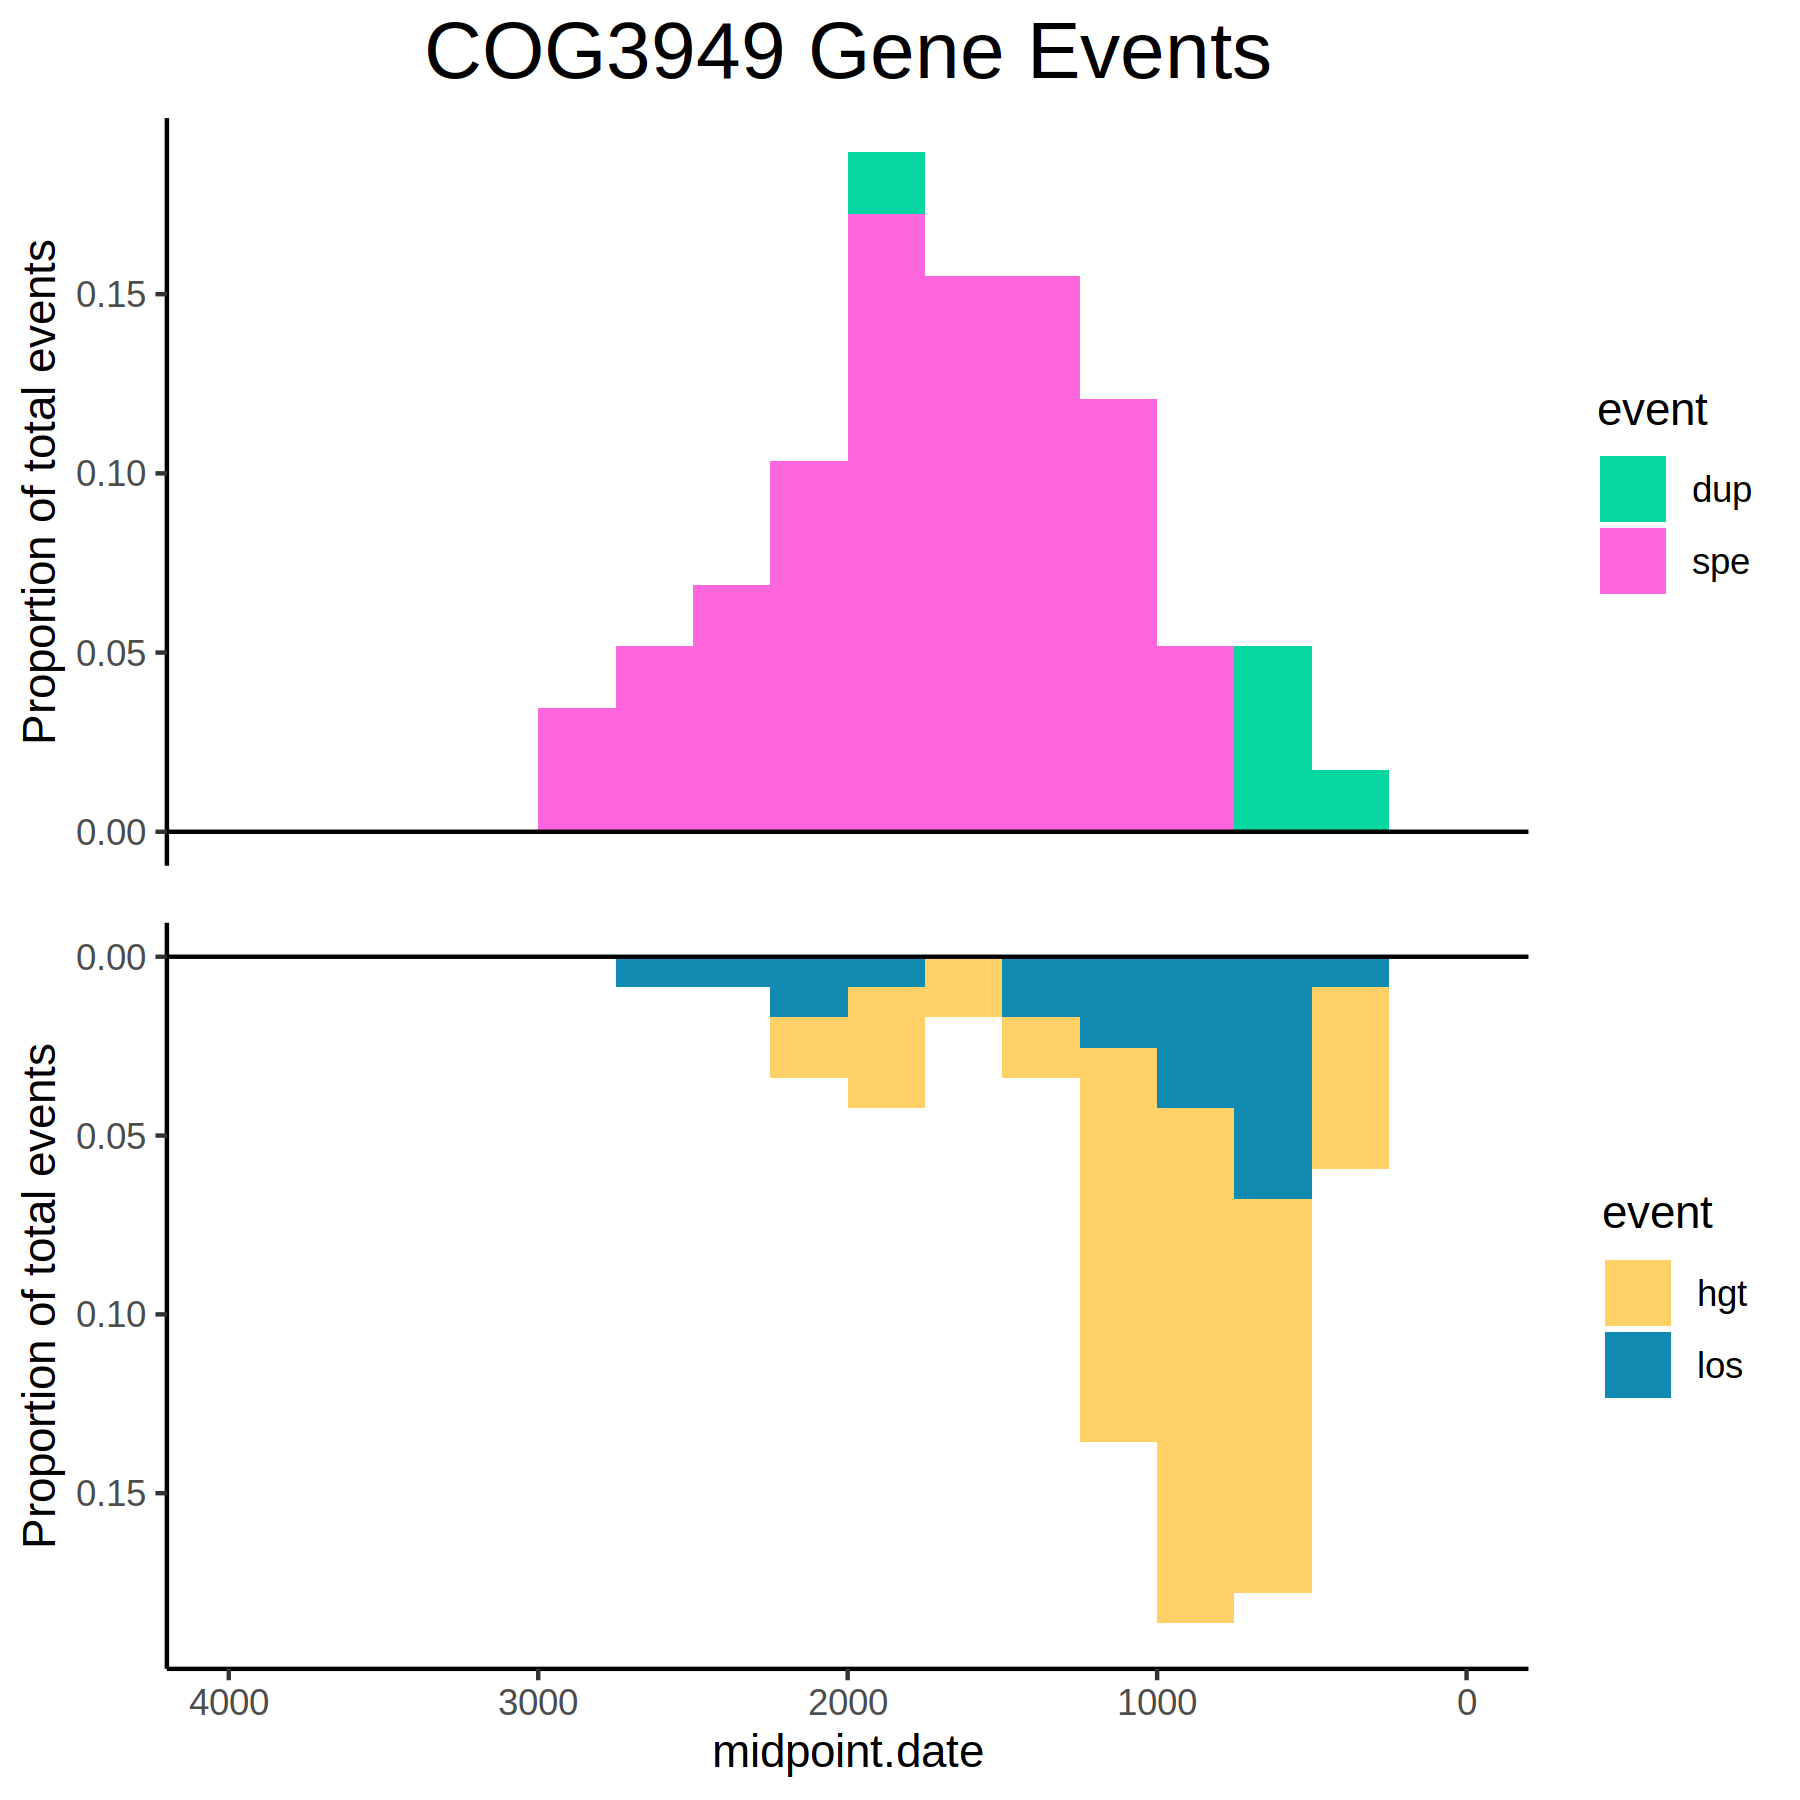 COG3949 Gene Events
Proportion of total events
0.15
0.10
0.05
0.00
event
dup
spe
Proportion of total events
0.00
0.05
0.10
0.15
event
hgt
los
4000 3000 2000 1000 0
midpoint.date